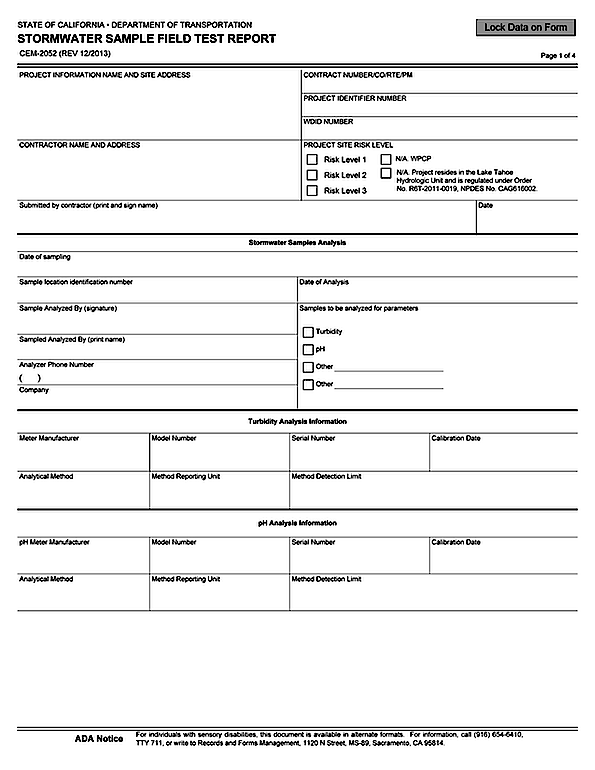 STATE OF CALIFORNIA • DEPARTMENT OF TRANSPORTATION
STORMWATER SAMPLE FIELD TEST REPORT
CEM-2052 (REV 12/2013)
Lock Data on Form
Page 1 of 4
PROJECT INFORMATION NAME AND SITE ADDRESS
CONTRACT NUMBER/CO/RTE/PM
PROJECT IDENTIFIER NUMBER
WDID NUMBER
CONTRACTOR NAME AND ADDRESS
PROJECT SITE RISK LEVEL
Risk Level 1
N/A. WPCP
Risk Level 2
N/A. Project resides in the Lake Tahoe
Hydrologic Unit and is regulated under Order
No. R6T-2011-0019, NPDES No. CAG616002.
Risk Level 3
Submitted by contractor (print and sign name)
Date
Stormwater Samples Analysis
Date of sampling
Sample location identification number
Date of Analysis
Sample Analyzed By (signature)
Samples to be analyzed for parameters
Turbidity
Sampled Analyzed By (print name)
pH
Analyzer Phone Number
Other
( )
Other
Company
Turbidity Analysis Information
Meter Manufacturer
Model Number
Serial Number
Calibration Date
Analytical Method
Method Reporting Unit
Method Detection Limit
pH Analysis Information
pH Meter Manufacturer
Model Number
Serial Number
Calibration Date
Analytical Method
Method Reporting Unit
Method Detection Limit
ADA Notice
For individuals with sensory disabilities, this document is available in alternate formats. For information, call (916) 654-6410,
TTY 711, or write to Records and Forms Management, 1120 N Street, MS-89, Sacramento, CA 95814.